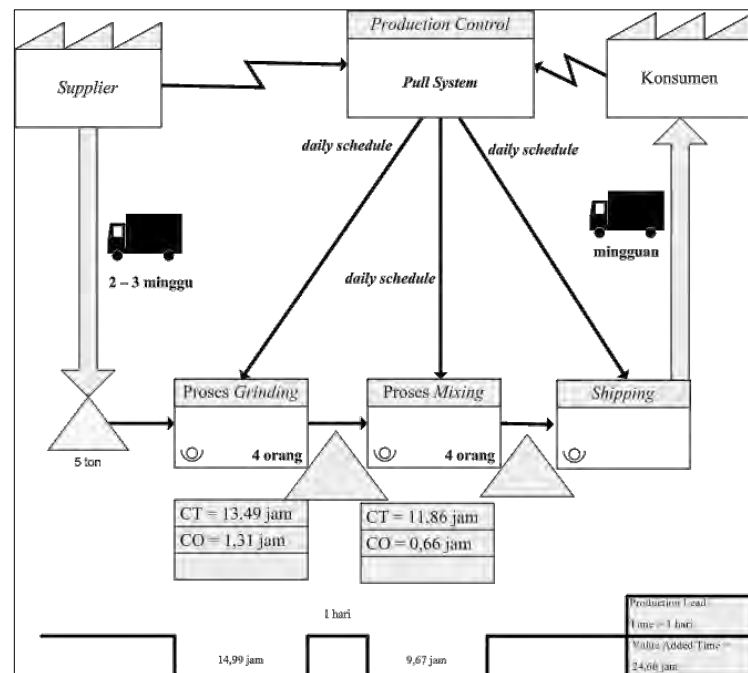 Production Control
Supplier
Pull System
Konsumen
daily schedule
daily schedule
2 – 3 minggu
mingguan
daily schedule
Proses Grinding
Proses Mixing
Shipping
4 orang
4 orang
5 ton
CT = 13,49 jam
CO = 1,31 jam
CT = 11,86 jam
CO = 0,66 jam
1 hari
14,99 jam
9,67 jam
Production Lead
Time = 1 hari
Value Added Time =
24,66 jam